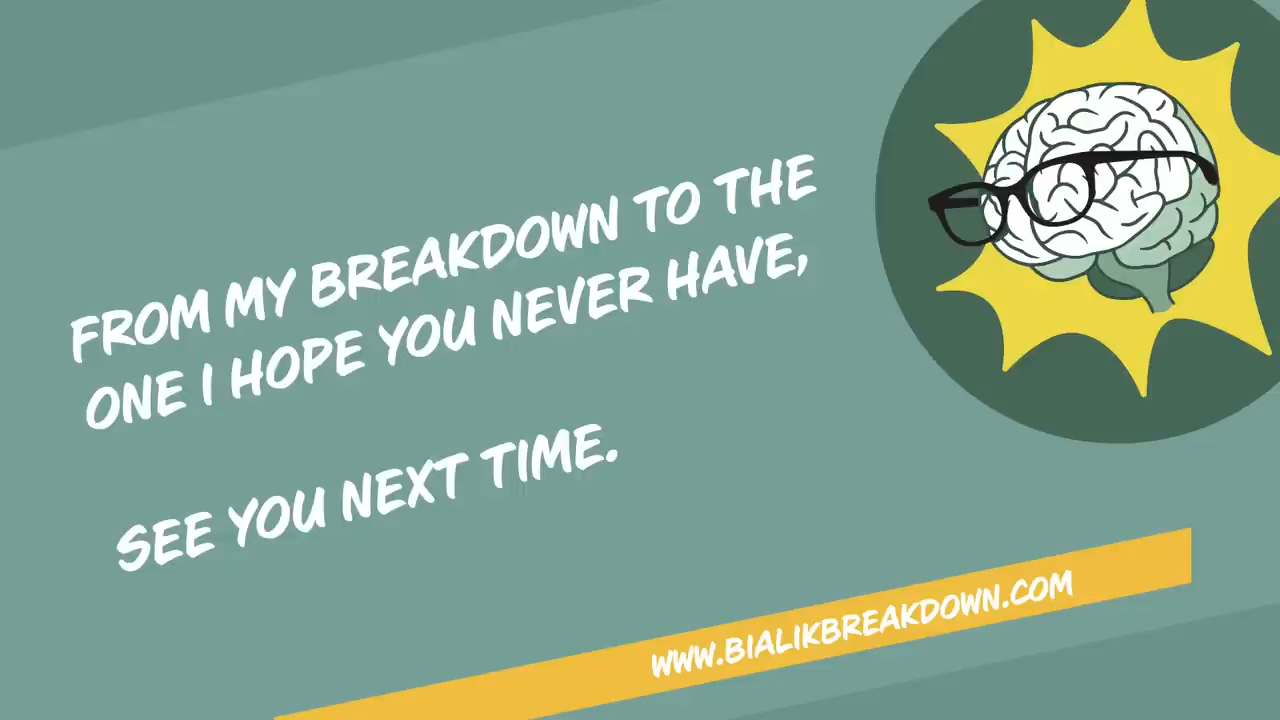 FROM MY BREAKDOWN TO THE
ONE I HOPE YOU NEVER HAVE,
SEE YOU NEXT TIME.
WWW.BIALIKBREAKDOWN.COM